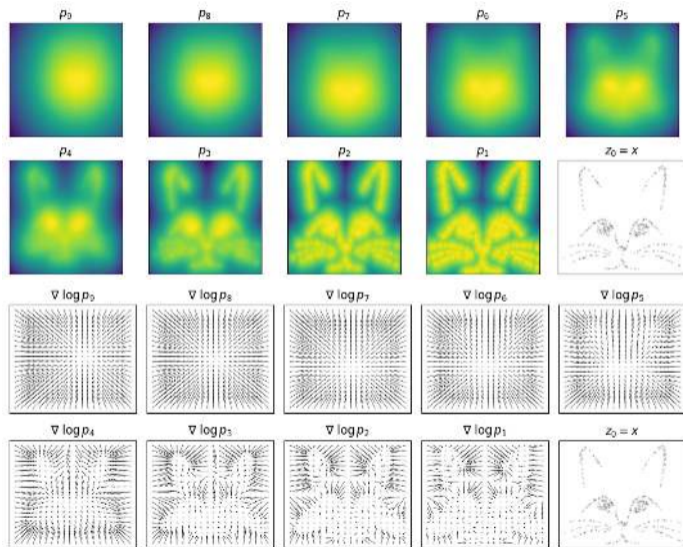 p₉ p₈ p₇ p₆ p₅
p₄ p₃ p₂ p₁ z₀ = x
∇ log p₉ ∇ log p₈ ∇ log p₇ ∇ log p₆ ∇ log p₅
∇ log p₄ ∇ log p₃ ∇ log p₂ ∇ log p₁ z₀ = x